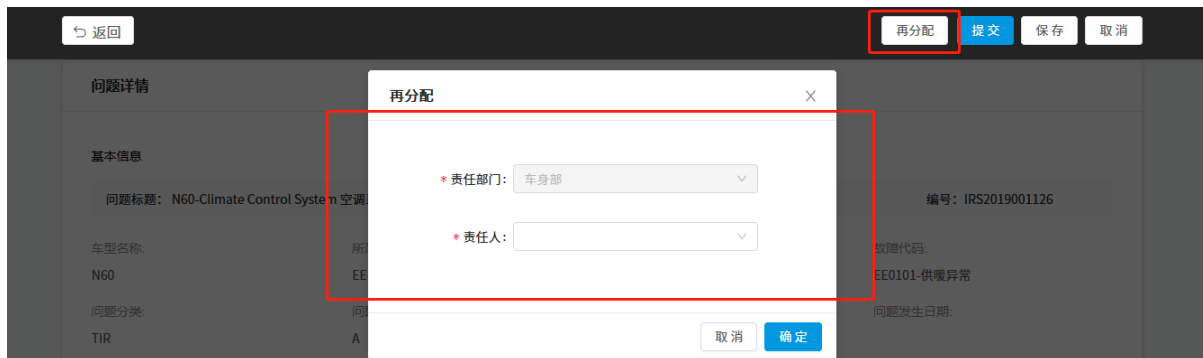 返回
再分配 提交 保存 取消
问题详情
再分配
基本信息
* 责任部门： 车身部
问题标题： N60-Climate Control System 空调 编号： IRS2019001126
* 责任人：
车型名称: 所 故障代码:
N60 EE EE0101-供暖异常
问题分类: 问 问题发生日期:
TIR A
取消 确定